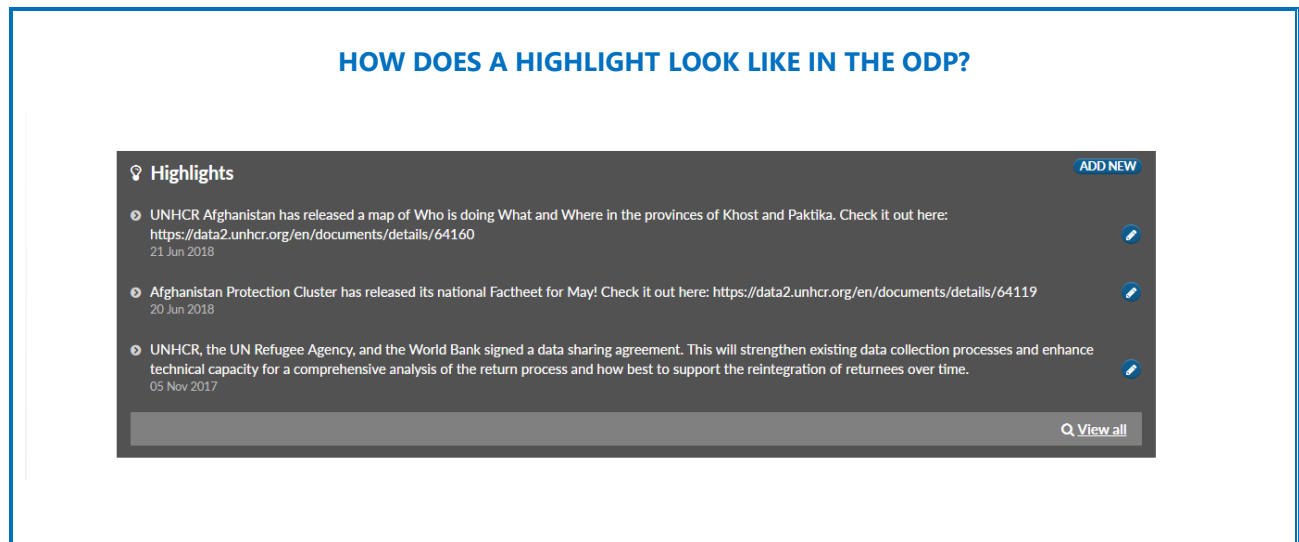 HOW DOES A HIGHLIGHT LOOK LIKE IN THE ODP?
Highlights
ADD NEW
UNHCR Afghanistan has released a map of Who is doing What and Where in the provinces of Khost and Paktika. Check it out here:
https://data2.unhcr.org/en/documents/details/64160
21 Jun 2018
Afghanistan Protection Cluster has released its national Factheet for May! Check it out here: https://data2.unhcr.org/en/documents/details/64119
20 Jun 2018
UNHCR, the UN Refugee Agency, and the World Bank signed a data sharing agreement. This will strengthen existing data collection processes and enhance
technical capacity for a comprehensive analysis of the return process and how best to support the reintegration of returnees over time.
05 Nov 2017
View all